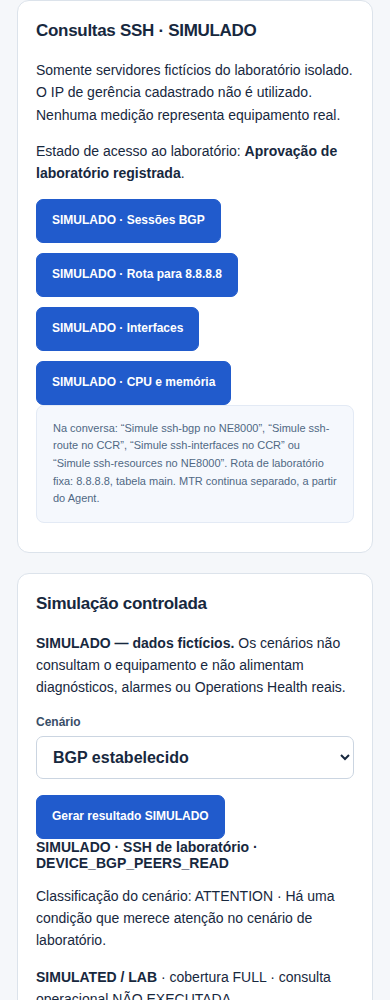 Consultas SSH · SIMULADO
Somente servidores fictícios do laboratório isolado.
O IP de gerência cadastrado não é utilizado.
Nenhuma medição representa equipamento real.
Estado de acesso ao laboratório: Aprovação de
laboratório registrada.
SIMULADO · Sessões BGP
SIMULADO · Rota para 8.8.8.8
SIMULADO · Interfaces
SIMULADO · CPU e memória
Na conversa: “Simule ssh-bgp no NE8000”, “Simule ssh-
route no CCR”, “Simule ssh-interfaces no CCR” ou
“Simule ssh-resources no NE8000”. Rota de laboratório
fixa: 8.8.8.8, tabela main. MTR continua separado, a partir
do Agent.
Simulação controlada
SIMULADO — dados fictícios. Os cenários não
consultam o equipamento e não alimentam
diagnósticos, alarmes ou Operations Health reais.
Cenário
BGP estabelecido
Gerar resultado SIMULADO
SIMULADO · SSH de laboratório ·
DEVICE_BGP_PEERS_READ
Classificação do cenário: ATTENTION · Há uma
condição que merece atenção no cenário de
laboratório.
SIMULATED / LAB · cobertura FULL · consulta
operacional NÃO EXECUTADA